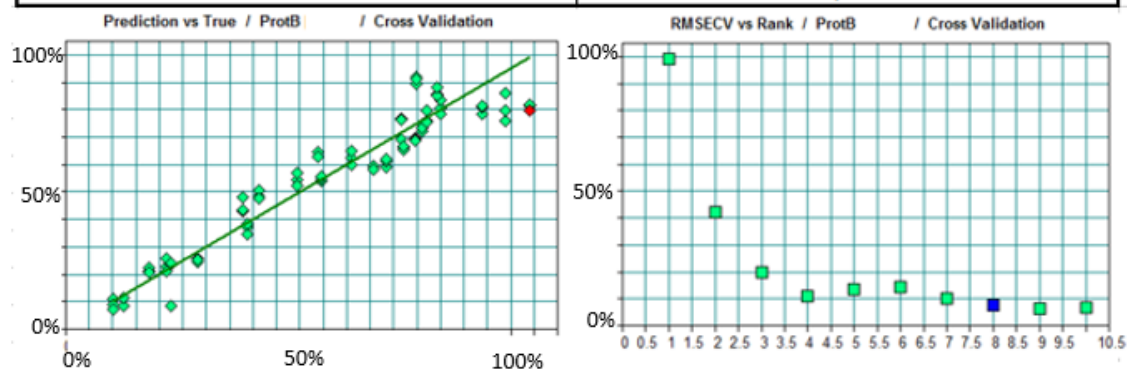 Prediction vs True / ProtB / Cross Validation
100%
50%
0%
0% 50% 100%
RMSECV vs Rank / ProtB / Cross Validation
100%
50%
0%
0 0.5 1 1.5 2 2.5 3 3.5 4 4.5 5 5.5 6 6.5 7 7.5 8 8.5 9 9.5 10 10.5